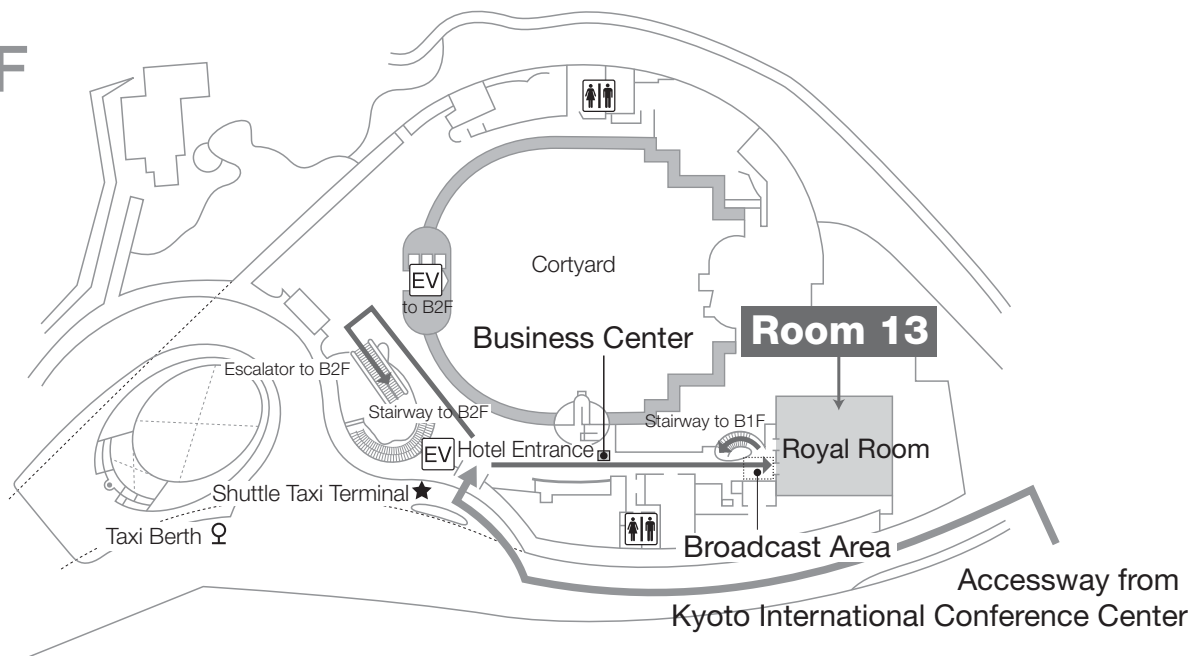 F
Cortyard
EV
to B2F
Business Center
Room 13
Escalator to B2F
Stairway to B2F
Stairway to B1F
EV
Hotel Entrance
Royal Room
Shuttle Taxi Terminal
Taxi Berth
Broadcast Area
Accessway from
Kyoto International Conference Center